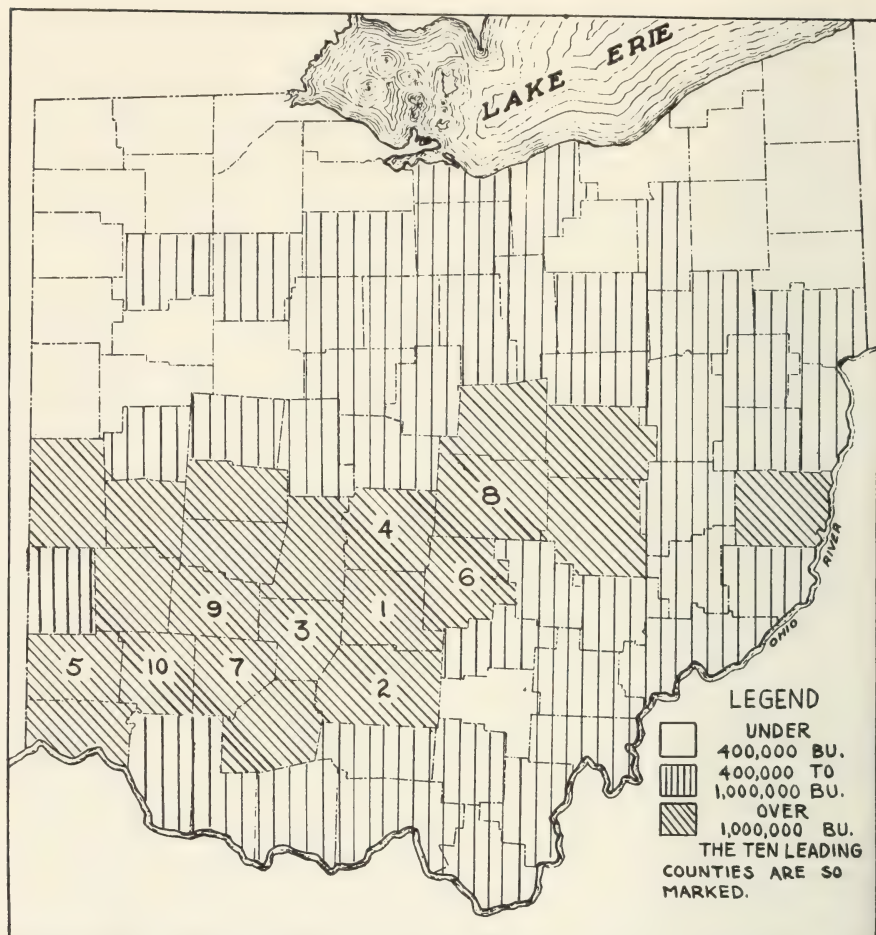 LAKE ERIE
8
4
6
1
9
3
5
10
7
2
OHIO RIVER
LEGEND
UNDER
400,000 BU.
400,000 TO
1,000,000 BU.
OVER
1,000,000 BU.
THE TEN LEADING
COUNTIES ARE SO
MARKED.